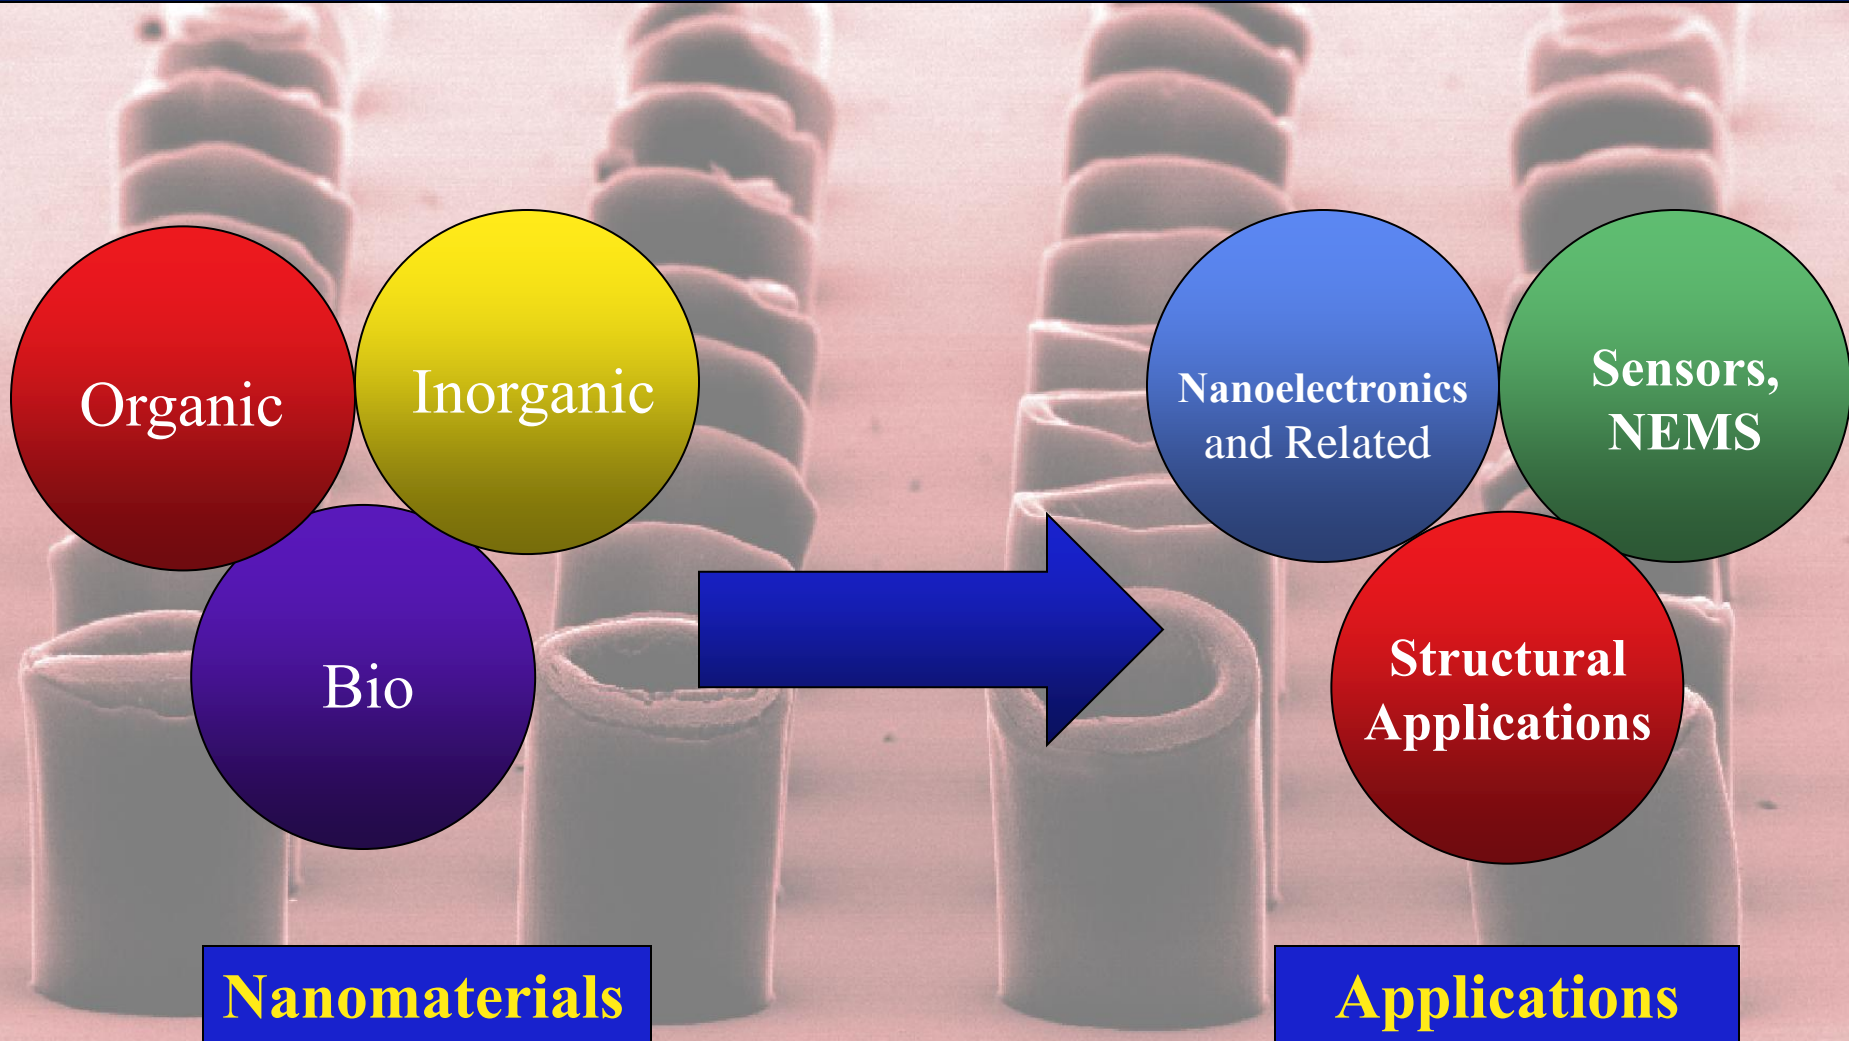 Organic
Inorganic
Bio
Nanomaterials
Nanoelectronics
and Related
Sensors,
NEMS
Structural
Applications
Applications